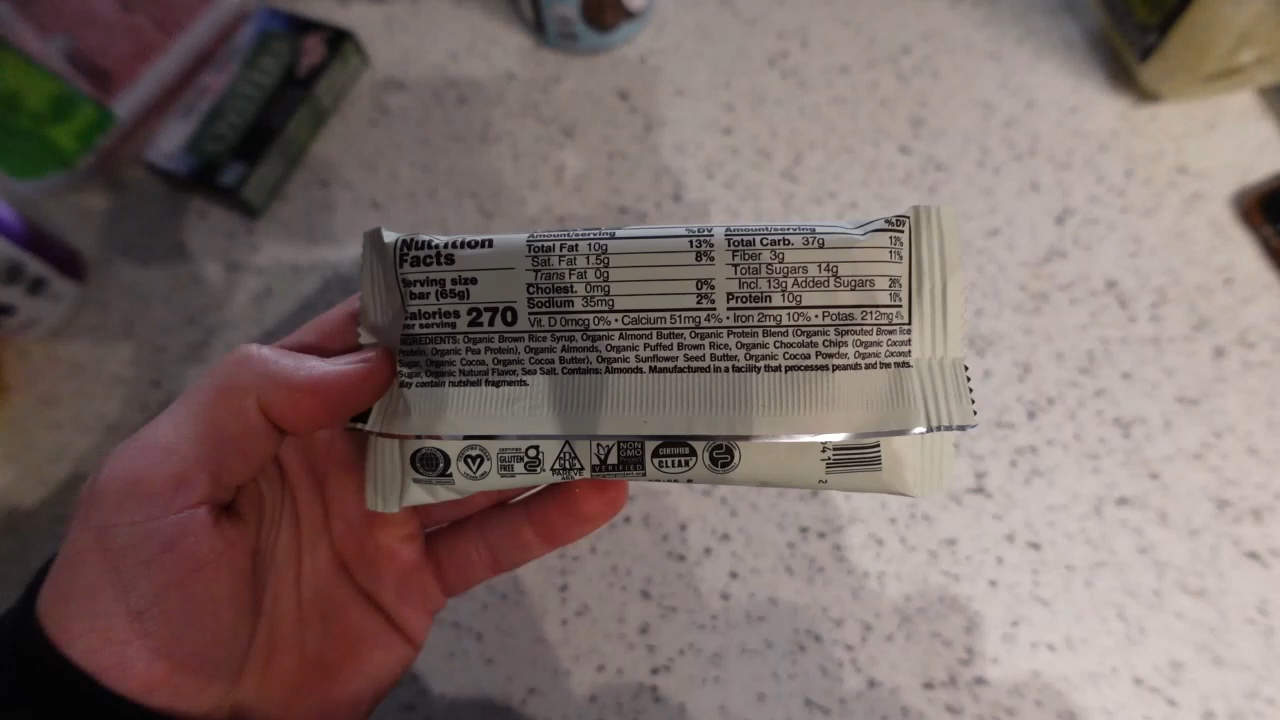 Nutrition
Facts
Serving size
bar (65g)
Calories
per serving 270
Amount/serving %DV
Total Fat 10g 13%
Sat. Fat 1.5g 8%
Trans Fat 0g
Cholest. 0mg 0%
Sodium 35mg 2%
Amount/serving %DV
Total Carb. 37g 13%
Fiber 3g 11%
Total Sugars 14g
Incl. 13g Added Sugars 26%
Protein 10g 10%
Vit. D 0mcg 0% • Calcium 51mg 4% • Iron 2mg 10% • Potas. 212mg 4%
INGREDIENTS: Organic Brown Rice Syrup, Organic Almond Butter, Organic Protein Blend (Organic Sprouted Brown Rice
Protein, Organic Pea Protein), Organic Almonds, Organic Puffed Brown Rice, Organic Chocolate Chips (Organic Coconut
Sugar, Organic Cocoa, Organic Cocoa Butter), Organic Sunflower Seed Butter, Organic Cocoa Powder, Organic Coconut
Sugar, Organic Natural Flavor, Sea Salt. Contains: Almonds. Manufactured in a facility that processes peanuts and tree nuts.
May contain nutshell fragments.
CERTIFIED
GLUTEN
FREE
CRC
PAREVE
NON
GMO
VERIFIED
CERTIFIED
CLEAN
541
2